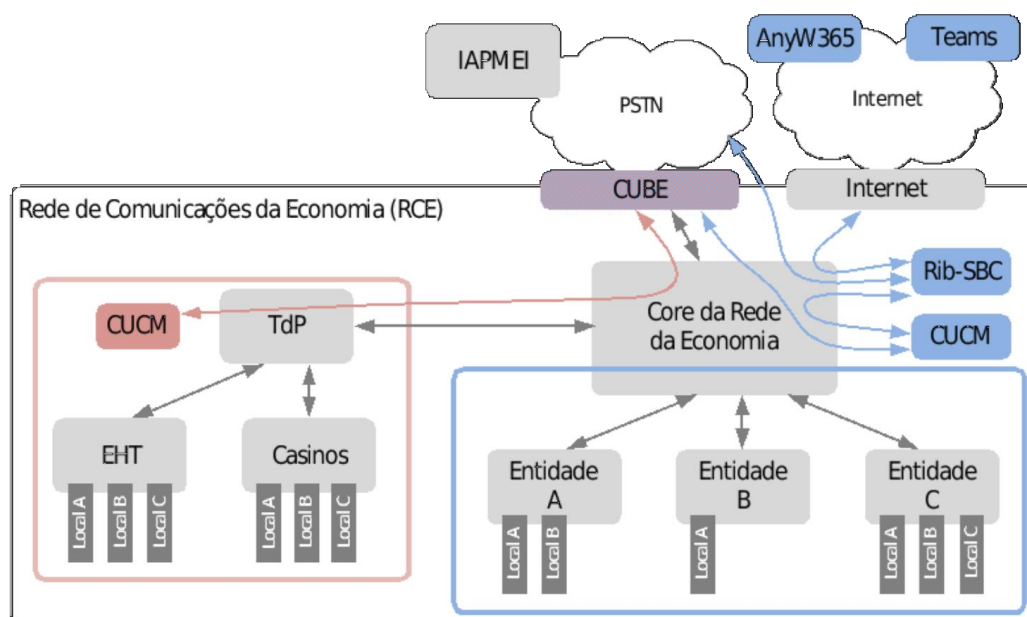 AnyW365
Teams
IAPMEI
PSTN
Internet
CUBE
Internet
Rede de Comunicações da Economia (RCE)
Rib-SBC
CUCM
TdP
Core da Rede
da Economia
CUCM
EHT
Casinos
Local A
Local B
Local C
Local A
Local B
Local C
Entidade
A
Entidade
B
Entidade
C
Local A
Local B
Local A
Local A
Local B
Local C